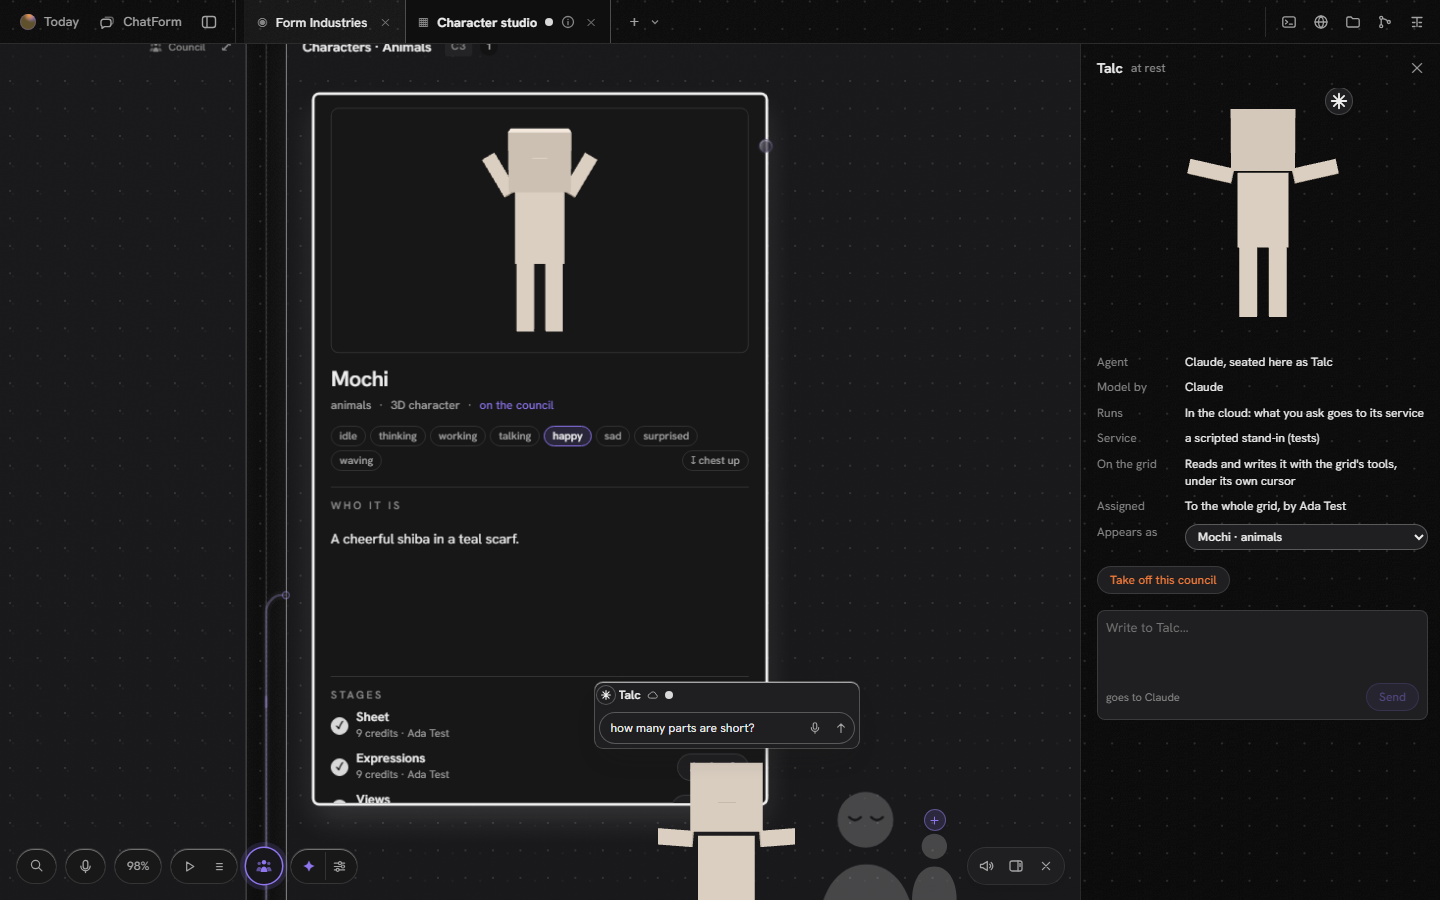 Today
ChatForm
Form Industries
Character studio
Council
Characters · Animals C3 1
Mochi
animals · 3D character · on the council
idle thinking working talking happy sad surprised
waving
chest up
WHO IT IS
A cheerful shiba in a teal scarf.
STAGES
Sheet
9 credits · Ada Test
Expressions
9 credits · Ada Test
Views
Talc
how many parts are short?
98%
Talc at rest
Agent Claude, seated here as Talc
Model by Claude
Runs In the cloud: what you ask goes to its service
Service a scripted stand-in (tests)
On the grid Reads and writes it with the grid's tools,
under its own cursor
Assigned To the whole grid, by Ada Test
Appears as Mochi · animals
Take off this council
Write to Talc...
goes to Claude
Send